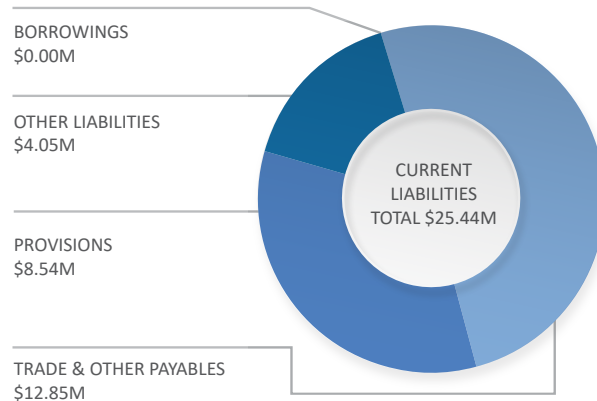 BORROWINGS
$0.00M
OTHER LIABILITIES
$4.05M
PROVISIONS
$8.54M
TRADE & OTHER PAYABLES
$12.85M
CURRENT
LIABILITIES
TOTAL $25.44M